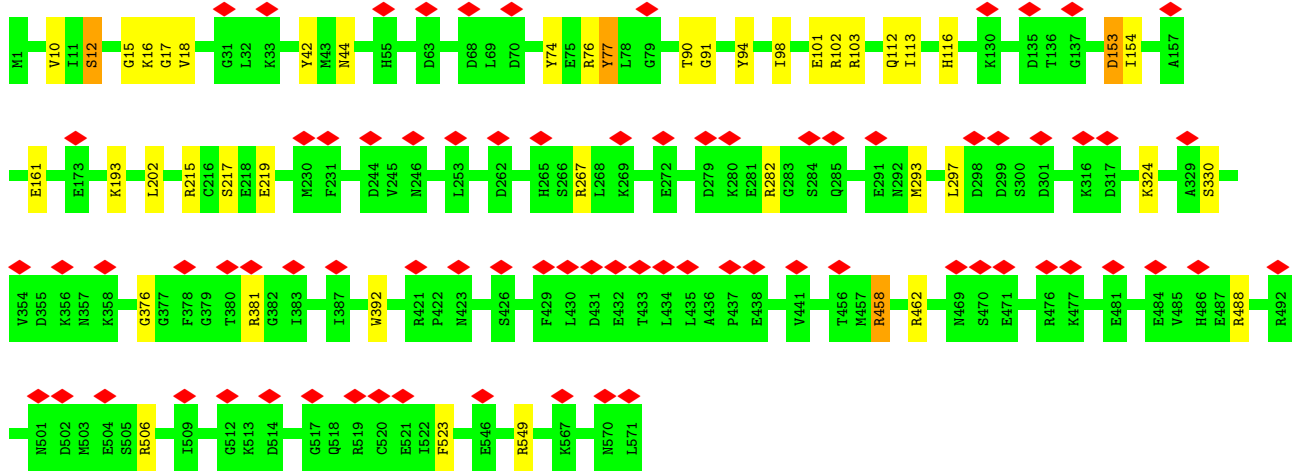 M1 V10 I11 S12 G15 K16 G17 V18 G31 L32 K33 Y42 M43 N44 H55 D63 D68 L69 D70 Y74 E75 R76 Y77 L78 G79 T90 G91 Y94 I98 E101 R102 R103 Q112 I113 H116 K130 D135 T136 G137 D153 I154 A157
E161 E173 K193 L202 R215 C216 S217 E218 E219 M230 F231 D244 V245 N246 L253 D262 H265 S266 R267 L268 K269 E272 D279 K280 E281 R282 G283 S284 Q285 E291 N292 M293 L297 D298 D299 S300 D301 K316 D317 K324 A329 S330
V354 D355 K356 N357 K358 G376 G377 F378 G379 T380 R381 G382 I383 I387 W392 R421 P422 N423 S426 F429 L430 D431 E432 T433 L434 L435 A436 P437 E438 V441 T456 M457 R458 R462 N469 S470 E471 R476 K477 E481 E484 V485 H486 E487 R488 R492
N501 D502 M503 E504 S505 R506 I509 G512 K513 D514 G517 Q518 R519 C520 E521 I522 F523 E546 R549 K567 N570 L571